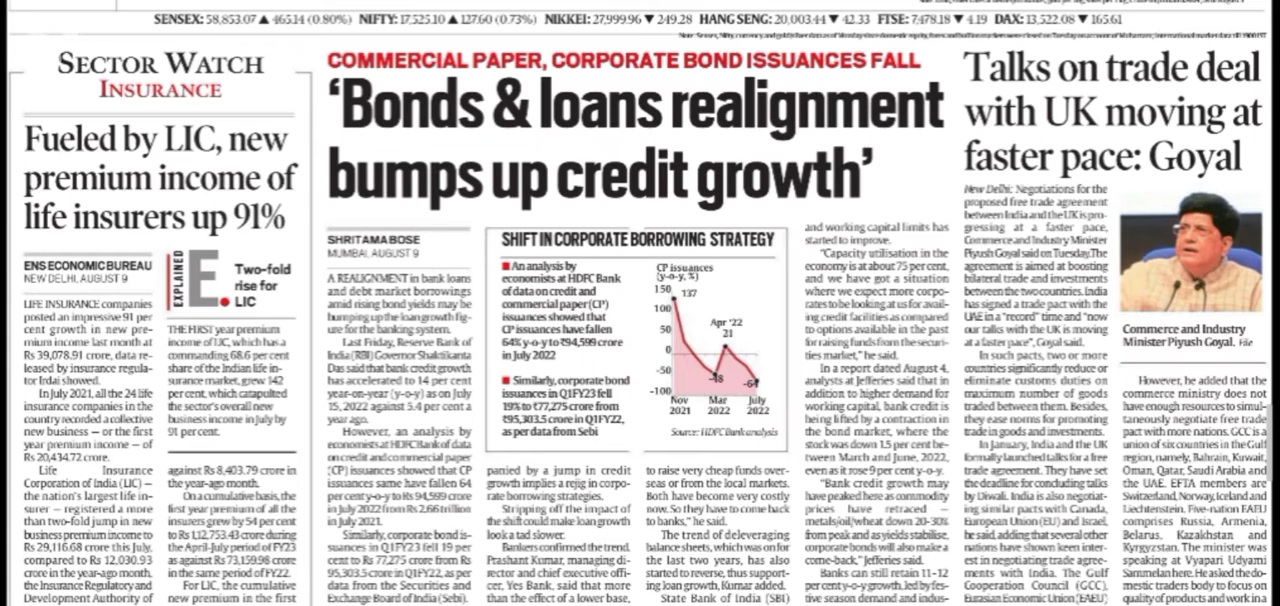 SENSEX: 58,853.07 ▲ 465.14 (0.80%) NIFTY: 17,525.10 ▲ 127.60 (0.73%) NIKKEI: 27,999.96 ▼ 249.28 HANG SENG: 20,003.44 ▼ 42.33 FTSE: 7,478.18 ▼ 4.19 DAX: 13,522.08 ▼ 165.61
SECTOR WATCH
INSURANCE
Fueled by LIC, new
premium income of
life insurers up 91%
ENS ECONOMIC BUREAU
NEW DELHI, AUGUST 9
LIFE INSURANCE companies
posted an impressive 91 per
cent growth in new pre-
mium income last month at
Rs 39,078.91 crore, data re-
leased by insurance regula-
tor Irdai showed.
In July 2021, all the 24 life
insurance companies in the
country recorded a collective
new business — or the first
year premium income — of
Rs 20,434.72 crore.
Life Insurance
Corporation of India (LIC) —
the nation's largest life in-
surer — registered a more
than two-fold jump in new
business premium income to
Rs 29,116.68 crore this July,
compared to Rs 12,030.93
crore in the year-ago month,
the Insurance Regulatory and
Development Authority of
EXPLAINED
E.
Two-fold
rise for
LIC
THE FIRST year premium
income of LIC, which has a
commanding 68.6 per cent
share of the Indian life in-
surance market, grew 142
per cent, which catapulted
the sector's overall new
business income in July by
91 per cent.
against Rs 8,403.79 crore in
the year-ago month.
On a cumulative basis, the
first year premium of all the
insurers grew by 54 per cent
to Rs 1,12,753.43 crore during
the April-July period of FY23
as against Rs 73,159.98 crore
in the same period of FY22.
For LIC, the cumulative
new premium in the first
COMMERCIAL PAPER, CORPORATE BOND ISSUANCES FALL
‘Bonds & loans realignment
bumps up credit growth’
SHRITAMA BOSE
MUMBAI, AUGUST 9
A REALIGNMENT in bank loans
and debt market borrowings
amid rising bond yields may be
bumping up the loan growth fig-
ure for the banking system.
Last Friday, Reserve Bank of
India (RBI) Governor Shaktikanta
Das said that bank credit growth
has accelerated to 14 per cent
year-on-year (y-o-y) as on July
15, 2022 against 5.4 per cent a
year ago.
However, an analysis by
economists at HDFC Bank of data
on credit and commercial paper
(CP) issuances showed that CP
issuances same have fallen 64
per cent y-o-y to Rs 94,599 crore
in July 2022 from Rs 2.66 trillion
in July 2021.
Similarly, corporate bond is-
suances in Q1FY23 fell 19 per
cent to Rs 77,275 crore from Rs
95,303.5 crore in Q1FY22, as per
data from the Securities and
Exchange Board of India (Sebi).
SHIFT IN CORPORATE BORROWING STRATEGY
■ An analysis by
economists at HDFC Bank
of data on credit and
commercial paper (CP)
issuances showed that
CP issuances have fallen
64% y-o-y to ₹94,599 crore
in July 2022
■ Similarly, corporate bond
issuances in Q1FY23 fell
19% to ₹77,275 crore from
₹95,303.5 crore in Q1FY22,
as per data from Sebi
CP issuances
(y-o-y, %)
150
137
100
Apr '22
21
50
0
-50
-48
-64
-100
Nov Mar July
2021 2022 2022
Source: HDFC Bank analysis
panied by a jump in credit
growth implies a rejig in corpo-
rate borrowing strategies.
Stripping off the impact of
the shift could make loan growth
look a tad slower.
Bankers confirmed the trend.
Prashant Kumar, managing di-
rector and chief executive offi-
cer, Yes Bank, said that more
than the effect of a lower base,
to raise very cheap funds over-
seas or from the local markets.
Both have become very costly
now. So they have to come back
to banks," he said.
The trend of deleveraging
balance sheets, which was on for
the last two years, has also
started to reverse, thus support-
ing loan growth, Kumar added.
State Bank of India (SBI)
and working capital limits has
started to improve.
"Capacity utilisation in the
economy is at about 75 per cent,
and we have got a situation
where we expect more corpo-
rates to be looking at us for avail-
ing credit facilities as compared
to options available in the past
for raising funds from the securi-
ties market," he said.
In a report dated August 4,
analysts at Jefferies said that in
addition to higher demand for
working capital, bank credit is
being lifted by a contraction in
the bond market, where the
stock was down 1.5 per cent be-
tween March and June, 2022,
even as it rose 9 per cent y-o-y.
"Bank credit growth may
have peaked here as commodity
prices have retraced —
metals/oil/wheat down 20-30%
from peak and as yields stabilise,
corporate bonds will also make a
come-back," Jefferies said.
Banks can still retain 11-12
per cent y-o-y growth, led by fes-
tive season demand and indus-
Talks on trade deal
with UK moving at
faster pace: Goyal
New Delhi: Negotiations for the
proposed free trade agreement
between India and the UK is pro-
gressing at a faster pace,
Commerce and Industry Minister
Piyush Goyal said on Tuesday. The
agreement is aimed at boosting
bilateral trade and investments
between the two countries. India
has signed a trade pact with the
UAE in a "record" time and "now
our talks with the UK is moving
at a faster pace", Goyal said.
In such pacts, two or more
countries significantly reduce or
eliminate customs duties on
maximum number of goods
traded between them. Besides,
they ease norms for promoting
trade in goods and investments.
In January, India and the UK
formally launched talks for a free
trade agreement. They have set
the deadline for concluding talks
by Diwali. India is also negotiat-
ing similar pacts with Canada,
European Union (EU) and Israel,
he said, adding that several other
nations have shown keen inter-
est in negotiating trade agree-
ments with India. The Gulf
Cooperation Council (GCC),
Eurasian Economic Union (EAEU)
Commerce and Industry
Minister Piyush Goyal. File
However, he added that the
commerce ministry does not
have enough resources to simul-
taneously negotiate free trade
pact with more nations. GCC is a
union of six countries in the Gulf
region, namely, Bahrain, Kuwait,
Oman, Qatar, Saudi Arabia and
the UAE. EFTA members are
Switzerland, Norway, Iceland and
Liechtenstein. Five-nation EAEU
comprises Russia, Armenia,
Belarus, Kazakhstan and
Kyrgyzstan. The minister was
speaking at Vyapari Udyami
Sammelan here. He asked the do-
mestic traders to body to focus on
quality of products and work in a